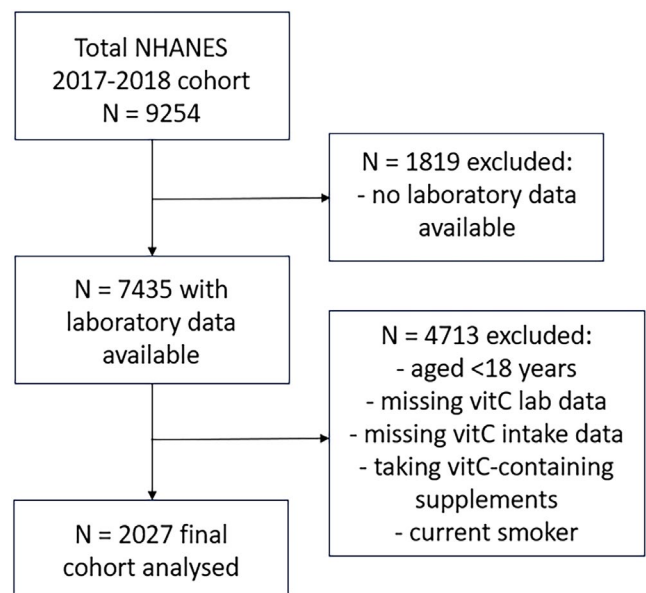 Total NHANES
2017-2018 cohort
N = 9254
N = 1819 excluded:
- no laboratory data
available
N = 7435 with
laboratory data
available
N = 4713 excluded:
- aged <18 years
- missing vitC lab data
- missing vitC intake data
- taking vitC-containing
supplements
- current smoker
N = 2027 final
cohort analysed